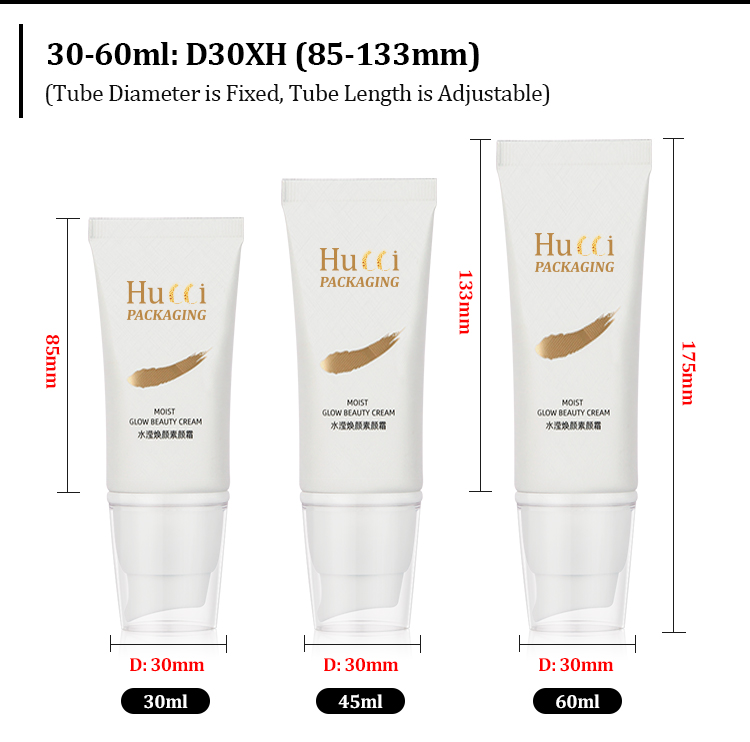 30-60ml: D30XH (85-133mm)
(Tube Diameter is Fixed, Tube Length is Adjustable)
85mm
Hucci
PACKAGING
MOIST
GLOW BEAUTY CREAM
水滢焕颜素颜霜
D: 30mm
30ml
Hucci
PACKAGING
MOIST
GLOW BEAUTY CREAM
水滢焕颜素颜霜
D: 30mm
45ml
133mm
Hucci
PACKAGING
MOIST
GLOW BEAUTY CREAM
水滢焕颜素颜霜
175mm
D: 30mm
60ml